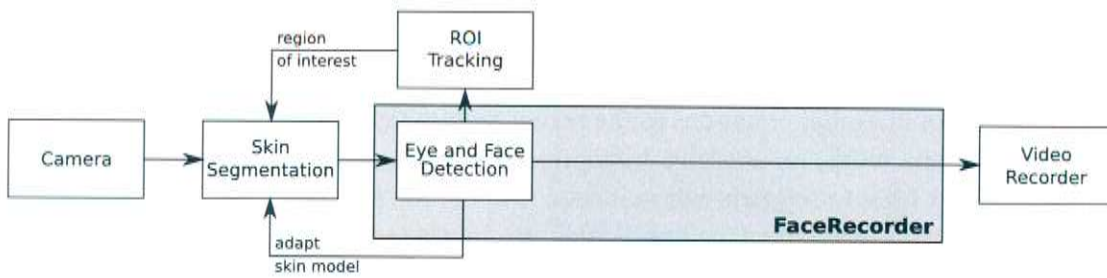 region
of interest
ROI
Tracking
Camera
Skin
Segmentation
Eye and Face
Detection
Video
Recorder
FaceRecorder
adapt
skin model